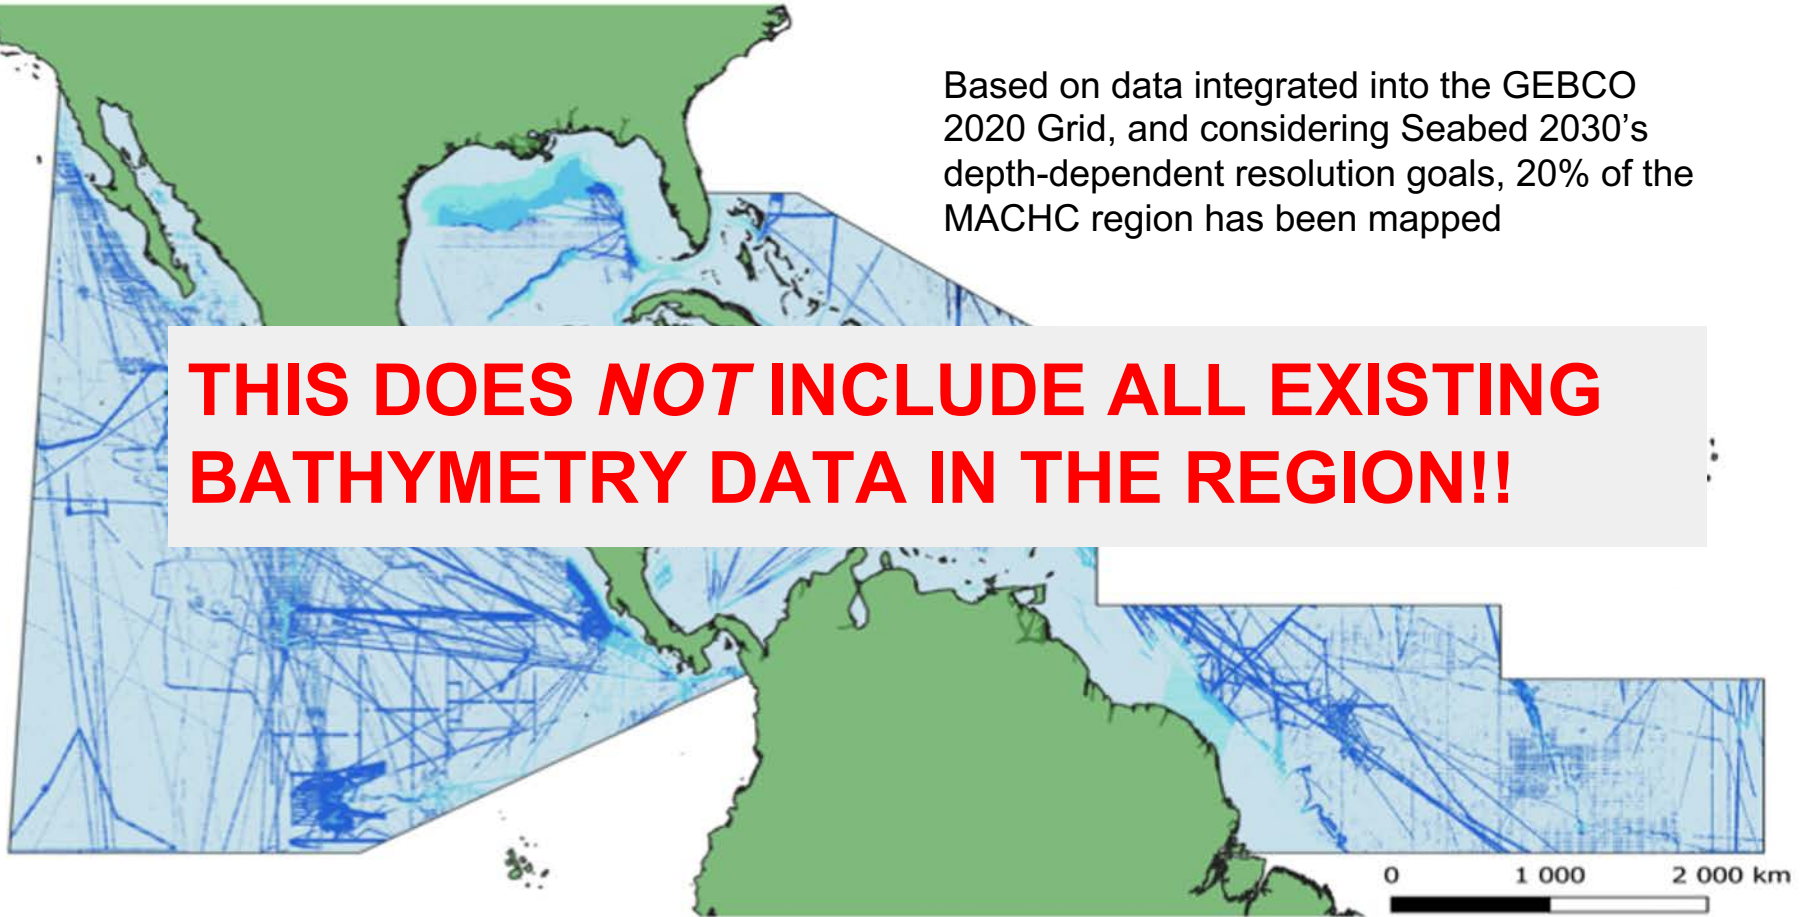 Based on data integrated into the GEBCO
2020 Grid, and considering Seabed 2030’s
depth-dependent resolution goals, 20% of the
MACHC region has been mapped
THIS DOES NOT INCLUDE ALL EXISTING
BATHYMETRY DATA IN THE REGION!!
0 1 000 2 000 km